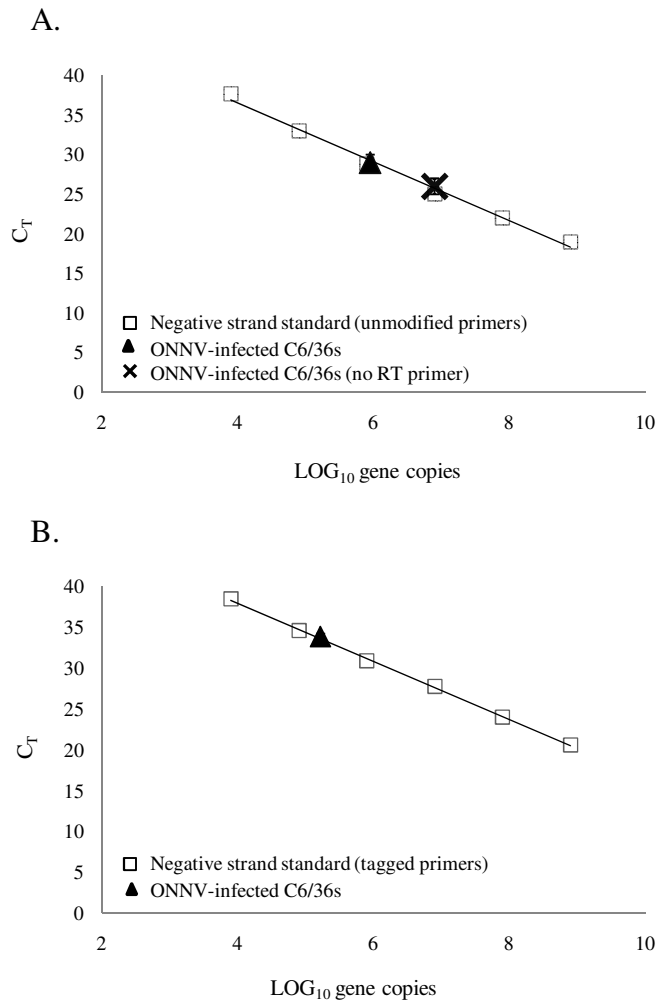 A.
40
35
30
25
20
15
10
5
0
C_T
□ Negative strand standard (unmodified primers)
▲ ONNV-infected C6/36s
✕ ONNV-infected C6/36s (no RT primer)
2 4 6 8 10
LOG₁₀ gene copies
B.
40
35
30
25
20
15
10
5
0
C_T
□ Negative strand standard (tagged primers)
▲ ONNV-infected C6/36s
2 4 6 8 10
LOG₁₀ gene copies